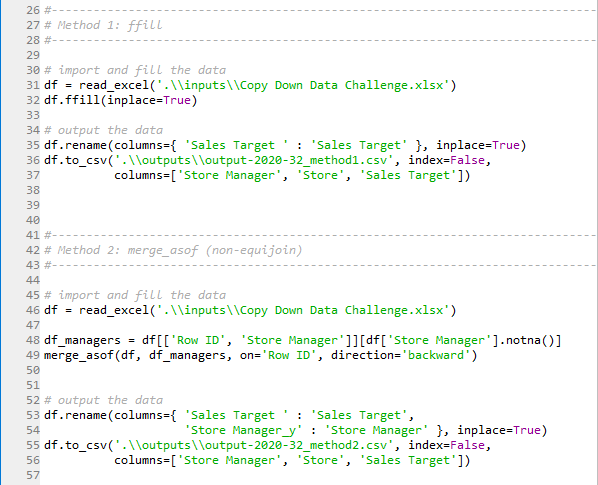 26 #------------------------------------------------------------------------------
27 # Method 1: ffill
28 #------------------------------------------------------------------------------
29
30 # import and fill the data
31 df = read_excel('.\\inputs\\Copy Down Data Challenge.xlsx')
32 df.ffill(inplace=True)
33
34 # output the data
35 df.rename(columns={ 'Sales Target ' : 'Sales Target' }, inplace=True)
36 df.to_csv('.\\outputs\\output-2020-32_method1.csv', index=False,
37           columns=['Store Manager', 'Store', 'Sales Target'])
38
39
40
41 #------------------------------------------------------------------------------
42 # Method 2: merge_asof (non-equijoin)
43 #------------------------------------------------------------------------------
44
45 # import and fill the data
46 df = read_excel('.\\inputs\\Copy Down Data Challenge.xlsx')
47
48 df_managers = df[['Row ID', 'Store Manager']][df['Store Manager'].notna()]
49 merge_asof(df, df_managers, on='Row ID', direction='backward')
50
51
52 # output the data
53 df.rename(columns={ 'Sales Target ' : 'Sales Target',
54                     'Store Manager_y' : 'Store Manager' }, inplace=True)
55 df.to_csv('.\\outputs\\output-2020-32_method2.csv', index=False,
56           columns=['Store Manager', 'Store', 'Sales Target'])
57